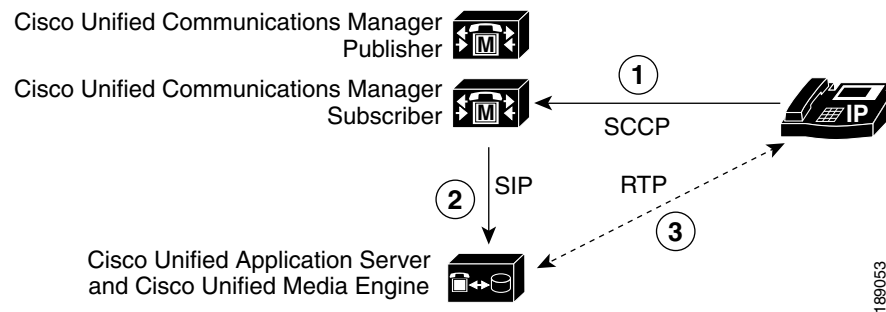 Cisco Unified Communications Manager
Publisher
M
Cisco Unified Communications Manager
Subscriber
M
1
SCCP
IP
2
SIP
RTP
3
Cisco Unified Application Server
and Cisco Unified Media Engine
189053